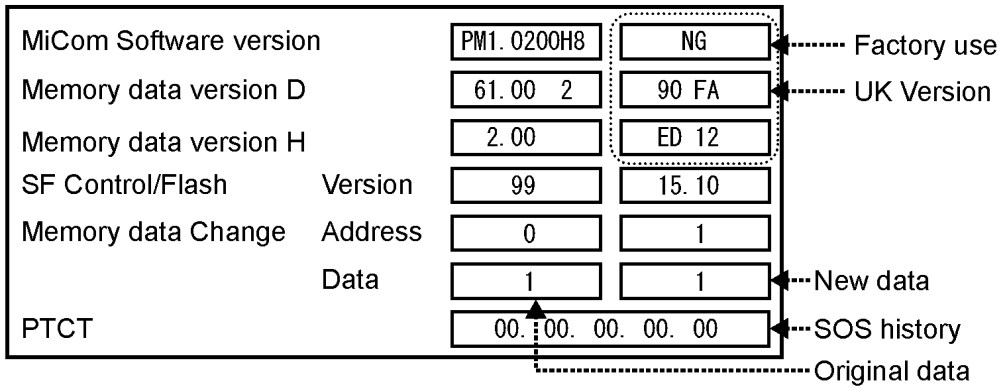 MiCom Software version PM1.0200H8 NG Factory use
Memory data version D 61.00 2 90 FA UK Version
Memory data version H 2.00 ED 12
SF Control/Flash Version 99 15.10
Memory data Change Address 0 1
Data 1 1 New data
PTCT 00. 00. 00. 00. 00 SOS history
Original data